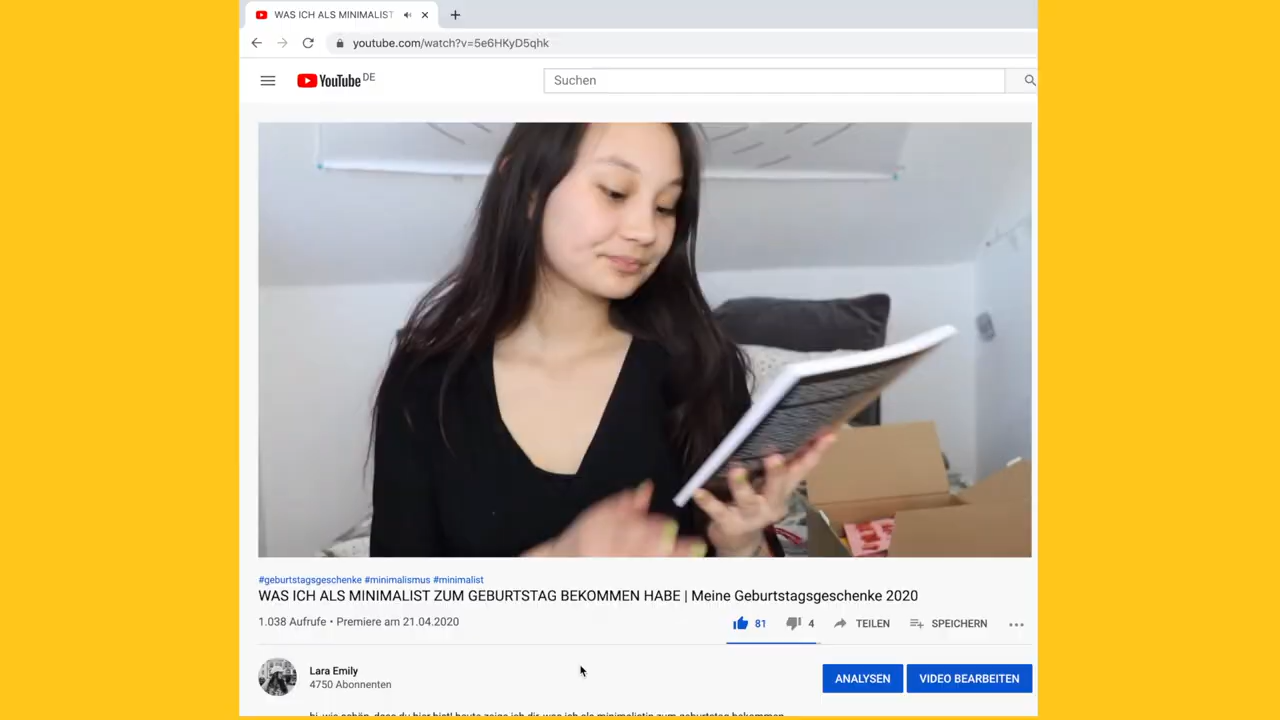 WAS ICH ALS MINIMALIST
youtube.com/watch?v=5e6HKyD5qhk
YouTube DE
Suchen
#geburtstagsgeschenke #minimalismus #minimalist
WAS ICH ALS MINIMALIST ZUM GEBURTSTAG BEKOMMEN HABE | Meine Geburtstagsgeschenke 2020
1.038 Aufrufe • Premiere am 21.04.2020
81
4
TEILEN
SPEICHERN
Lara Emily
4750 Abonnenten
ANALYSEN
VIDEO BEARBEITEN